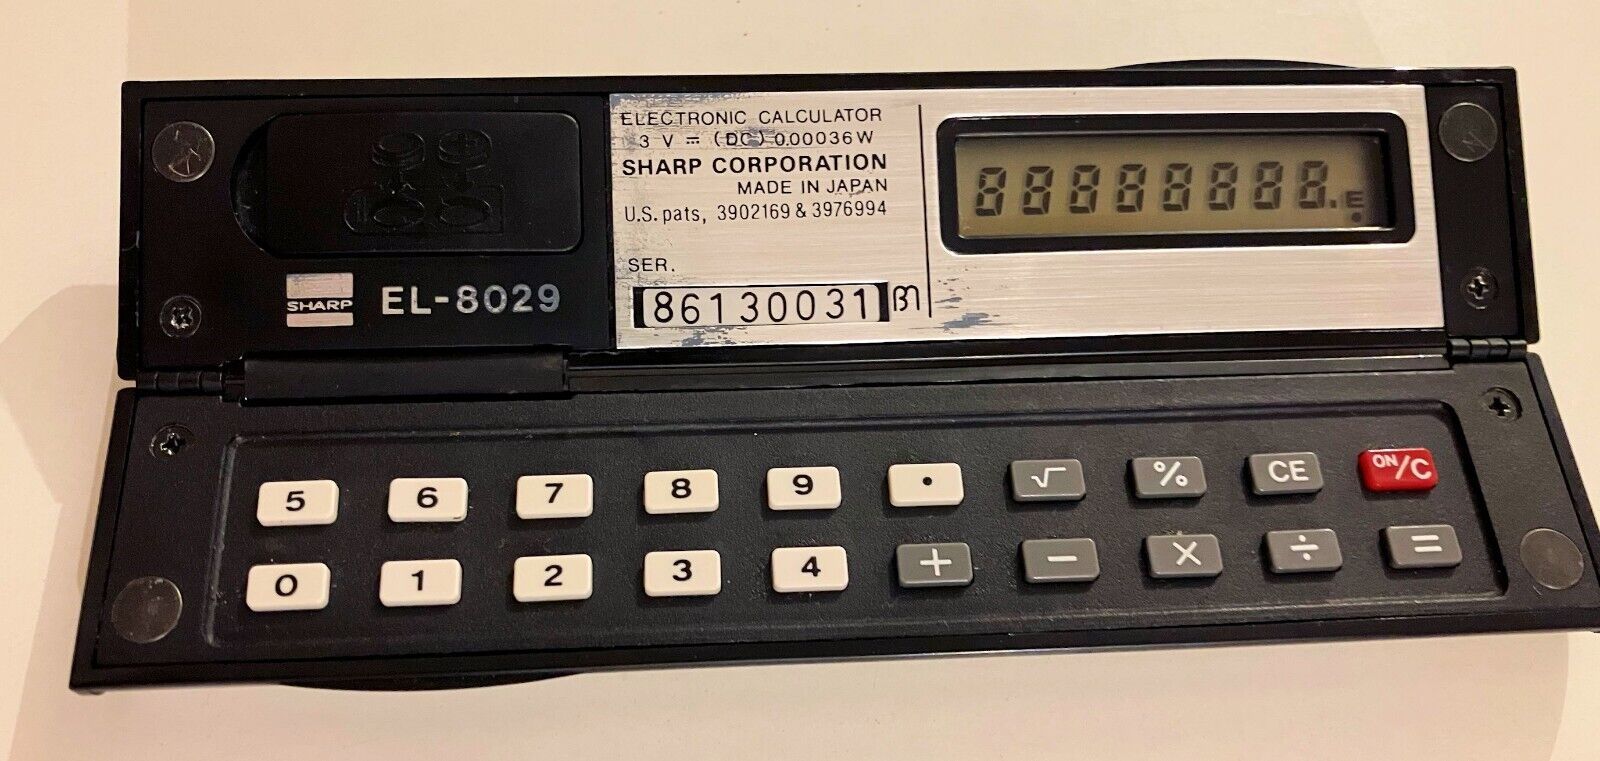 ELECTRONIC CALCULATOR
3 V ⎓ (DC) 0.00036W
SHARP CORPORATION
MADE IN JAPAN
U.S. pats, 3902169 & 3976994
SER.
86130031
88888888.E
SHARP EL-8029
5 6 7 8 9 • √ % CE ON/C
0 1 2 3 4 + − × ÷ =